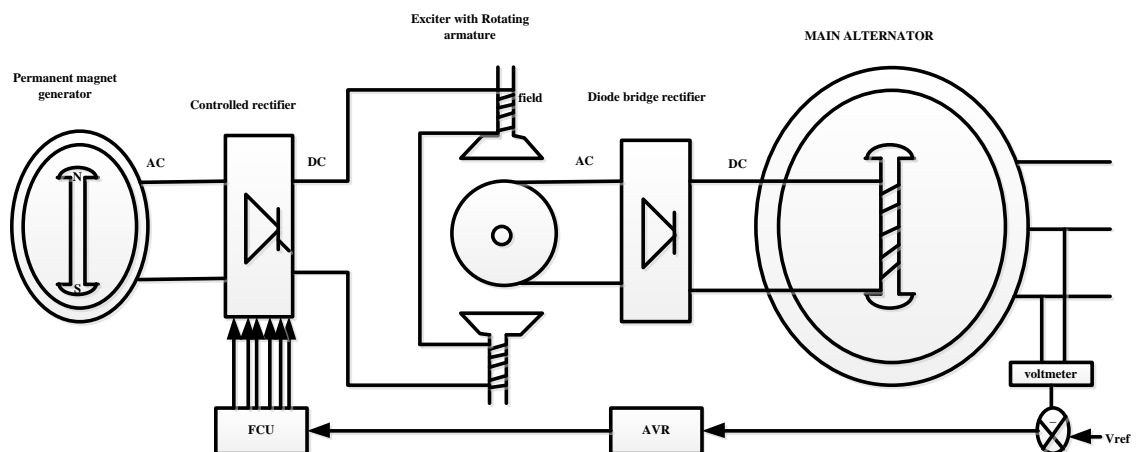 Exciter with Rotating
armature
MAIN ALTERNATOR
Permanent magnet
generator
Controlled rectifier
field
Diode bridge rectifier
AC
DC
AC
DC
N
S
voltmeter
FCU
AVR
–
Vref